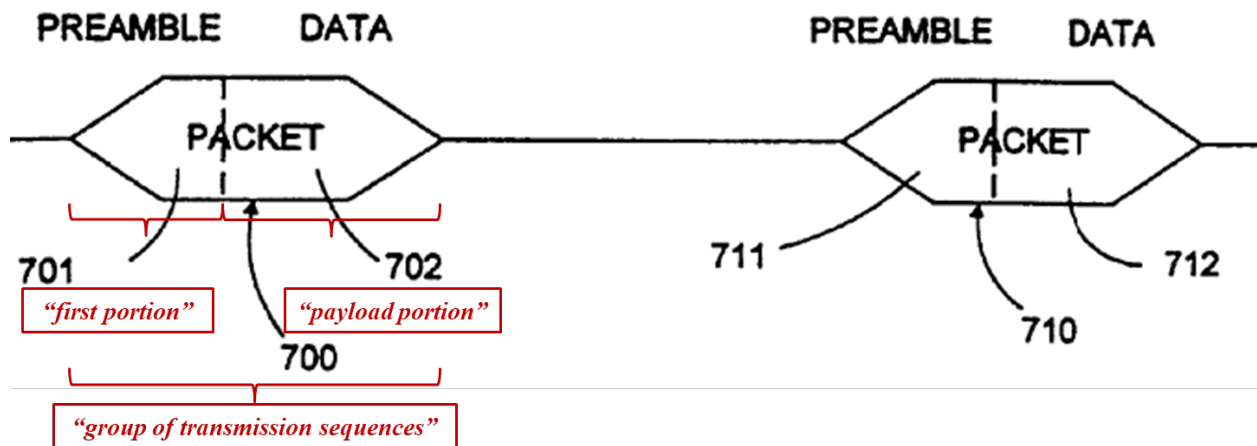 PREAMBLE DATA PREAMBLE DATA
PACKET PACKET
701 702 711 712
“first portion” “payload portion” 710
700
“group of transmission sequences”